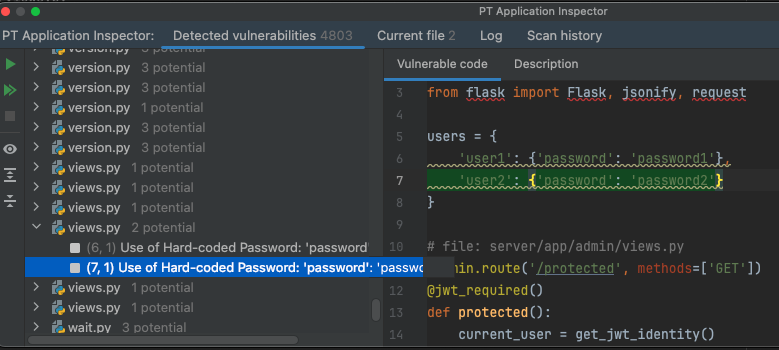 PT Application Inspector
PT Application Inspector: Detected vulnerabilities 4803 Current file 2 Log Scan history
version.py 3 potential
version.py 3 potential
version.py 3 potential
version.py 1 potential
version.py 3 potential
version.py 3 potential
views.py 1 potential
views.py 1 potential
views.py 1 potential
views.py 2 potential
(6, 1) Use of Hard-coded Password: 'password'
(7, 1) Use of Hard-coded Password: 'password': 'passwo
views.py 1 potential
views.py 1 potential
wait.py 3 potential
Vulnerable code Description
3 from flask import Flask, jsonify, request
4
5 users = {
6 'user1': {'password': 'password1'},
7 'user2': {'password': 'password2'}
8 }
9
10 # file: server/app/admin/views.py
min.route('/protected', methods=['GET'])
12 @jwt_required()
13 def protected():
14 current_user = get_jwt_identity()